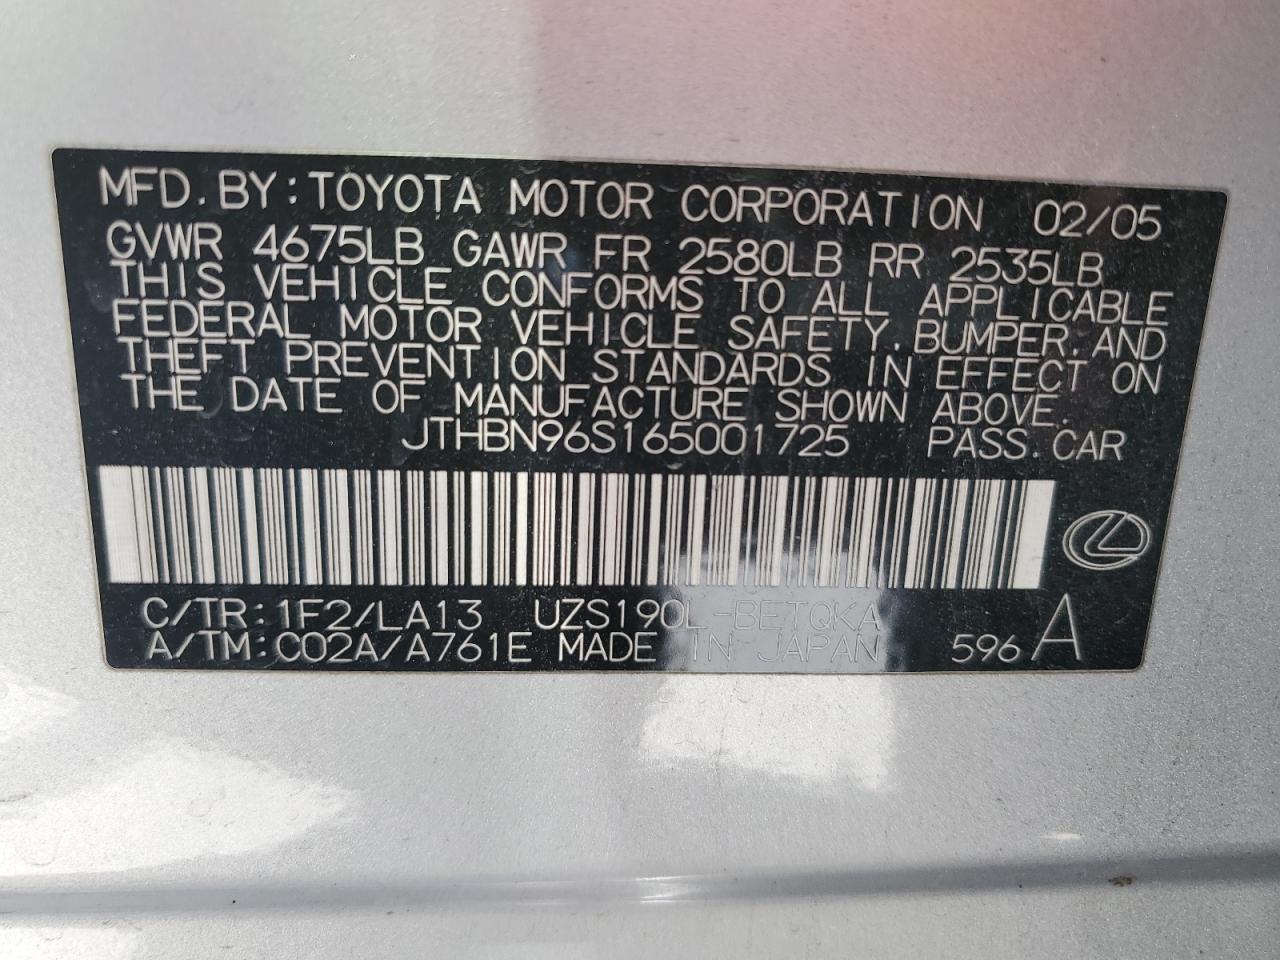 MFD. BY: TOYOTA MOTOR CORPORATION 02/05
GVWR 4675LB GAWR FR 2580LB RR 2535LB
THIS VEHICLE CONFORMS TO ALL APPLICABLE
FEDERAL MOTOR VEHICLE SAFETY, BUMPER, AND
THEFT PREVENTION STANDARDS IN EFFECT ON
THE DATE OF MANUFACTURE SHOWN ABOVE.
JTHBN96S165001725 PASS. CAR
C/TR: 1F2/LA13 UZS190L-BETQKA
A/TM: C02A/A761E MADE IN JAPAN 596 A